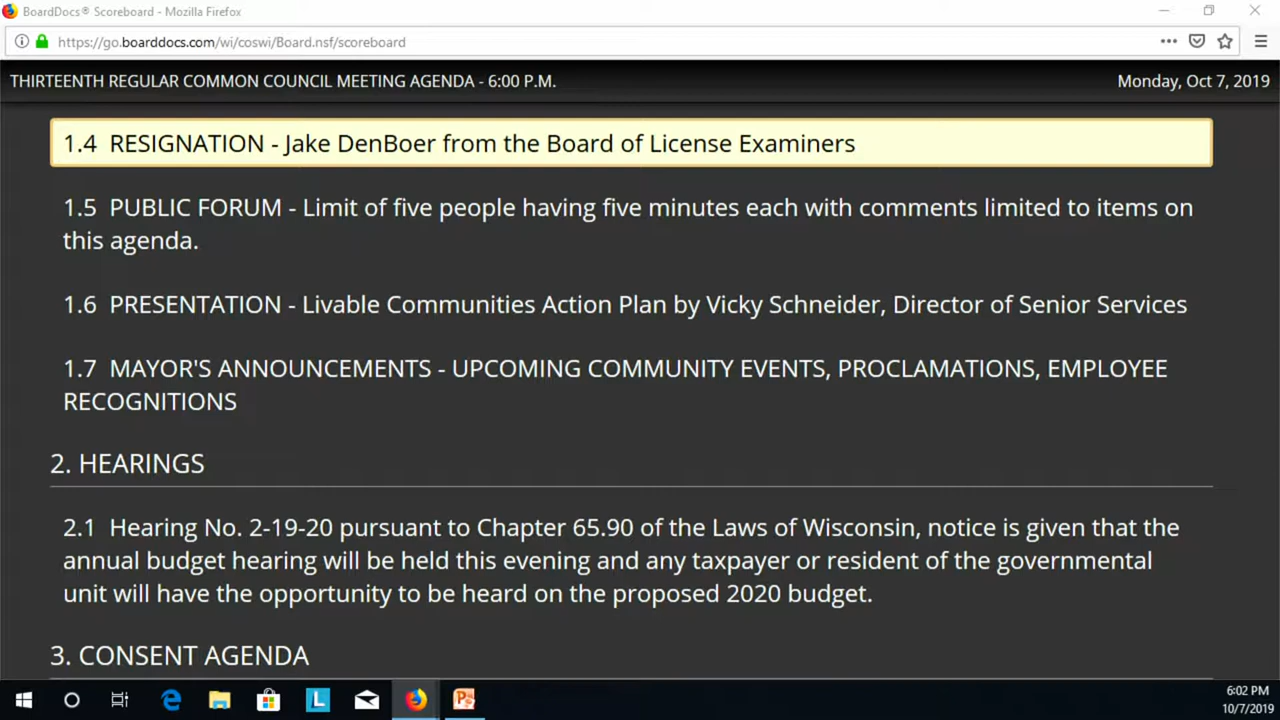 BoardDocs® Scoreboard - Mozilla Firefox
https://go.boarddocs.com/wi/coswi/Board.nsf/scoreboard
THIRTEENTH REGULAR COMMON COUNCIL MEETING AGENDA - 6:00 P.M. Monday, Oct 7, 2019
1.4 RESIGNATION - Jake DenBoer from the Board of License Examiners
1.5 PUBLIC FORUM - Limit of five people having five minutes each with comments limited to items on
this agenda.
1.6 PRESENTATION - Livable Communities Action Plan by Vicky Schneider, Director of Senior Services
1.7 MAYOR'S ANNOUNCEMENTS - UPCOMING COMMUNITY EVENTS, PROCLAMATIONS, EMPLOYEE
RECOGNITIONS
2. HEARINGS
2.1 Hearing No. 2-19-20 pursuant to Chapter 65.90 of the Laws of Wisconsin, notice is given that the
annual budget hearing will be held this evening and any taxpayer or resident of the governmental
unit will have the opportunity to be heard on the proposed 2020 budget.
3. CONSENT AGENDA
L
6:02 PM
10/7/2019